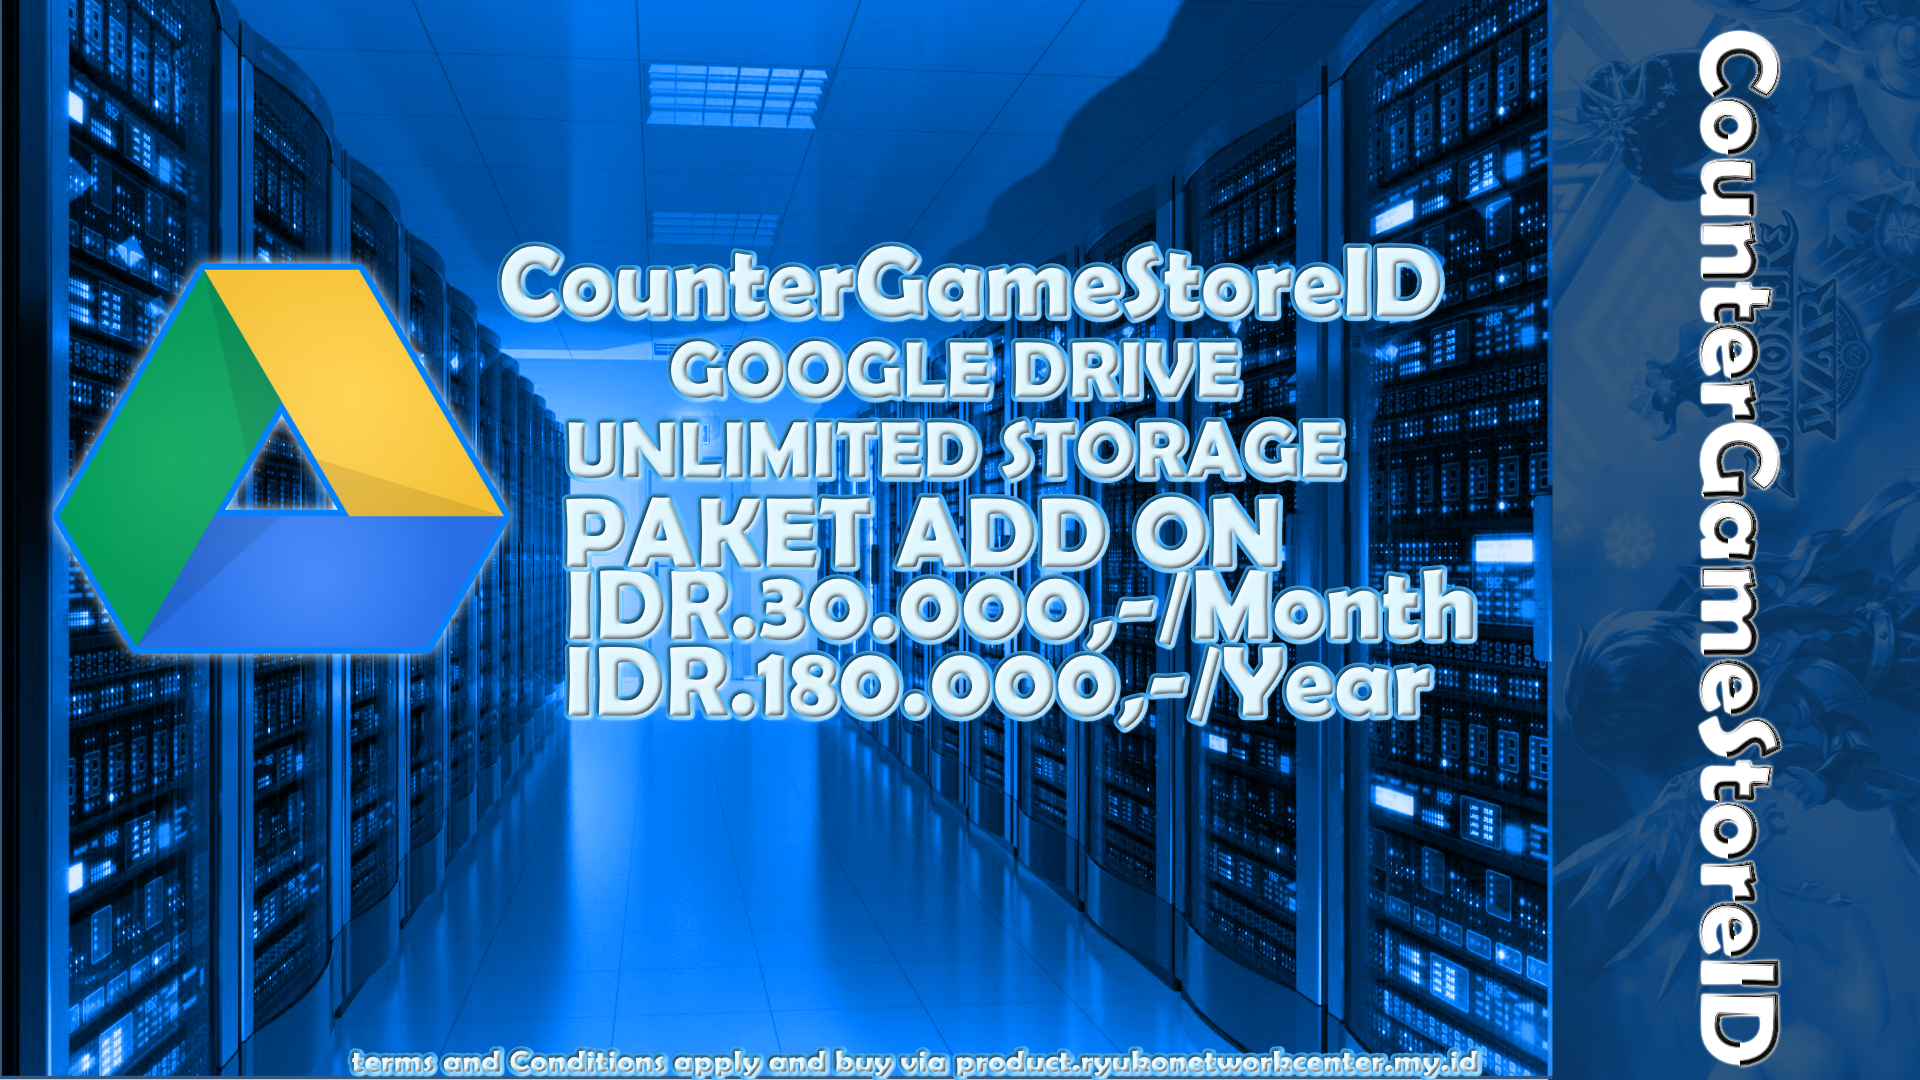 CounterGameStoreID
GOOGLE DRIVE
UNLIMITED STORAGE
PAKET ADD ON
IDR.30.000,-/Month
IDR.180.000,-/Year
terms and Conditions apply and buy via product.ryukonetworkcenter.my.id
CounterGameStoreID